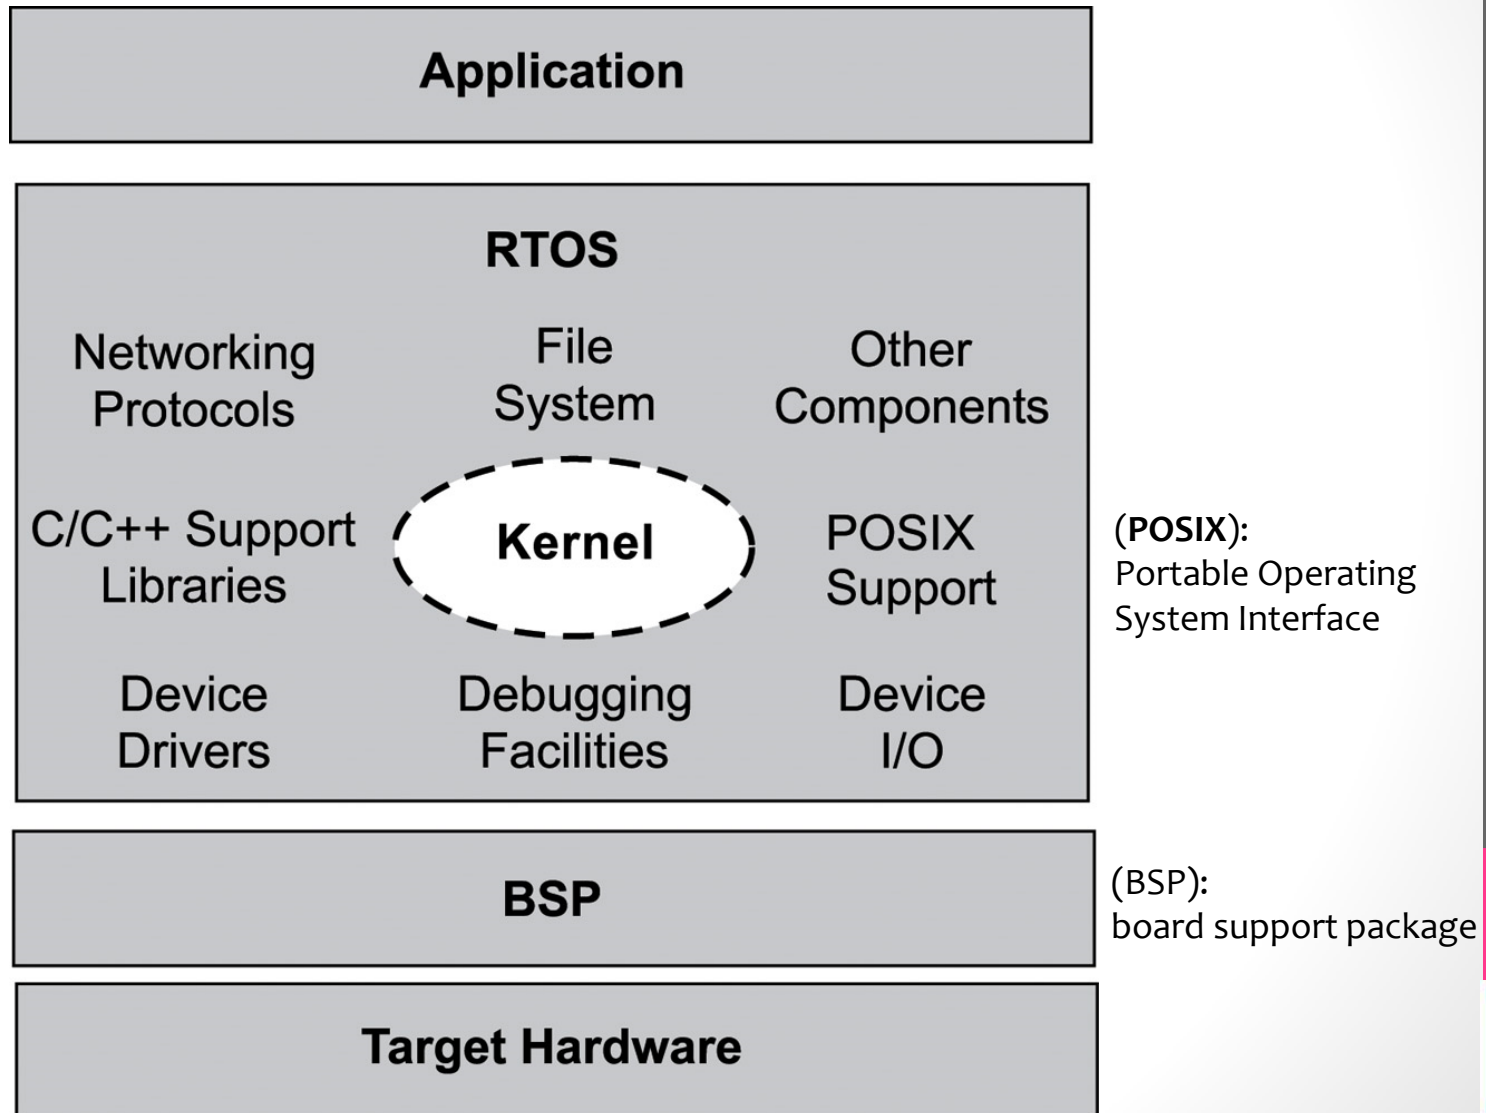 Application
RTOS
Networking
Protocols
File
System
Other
Components
C/C++ Support
Libraries
Kernel
POSIX
Support
(POSIX):
Portable Operating
System Interface
Device
Drivers
Debugging
Facilities
Device
I/O
BSP
(BSP):
board support package
Target Hardware